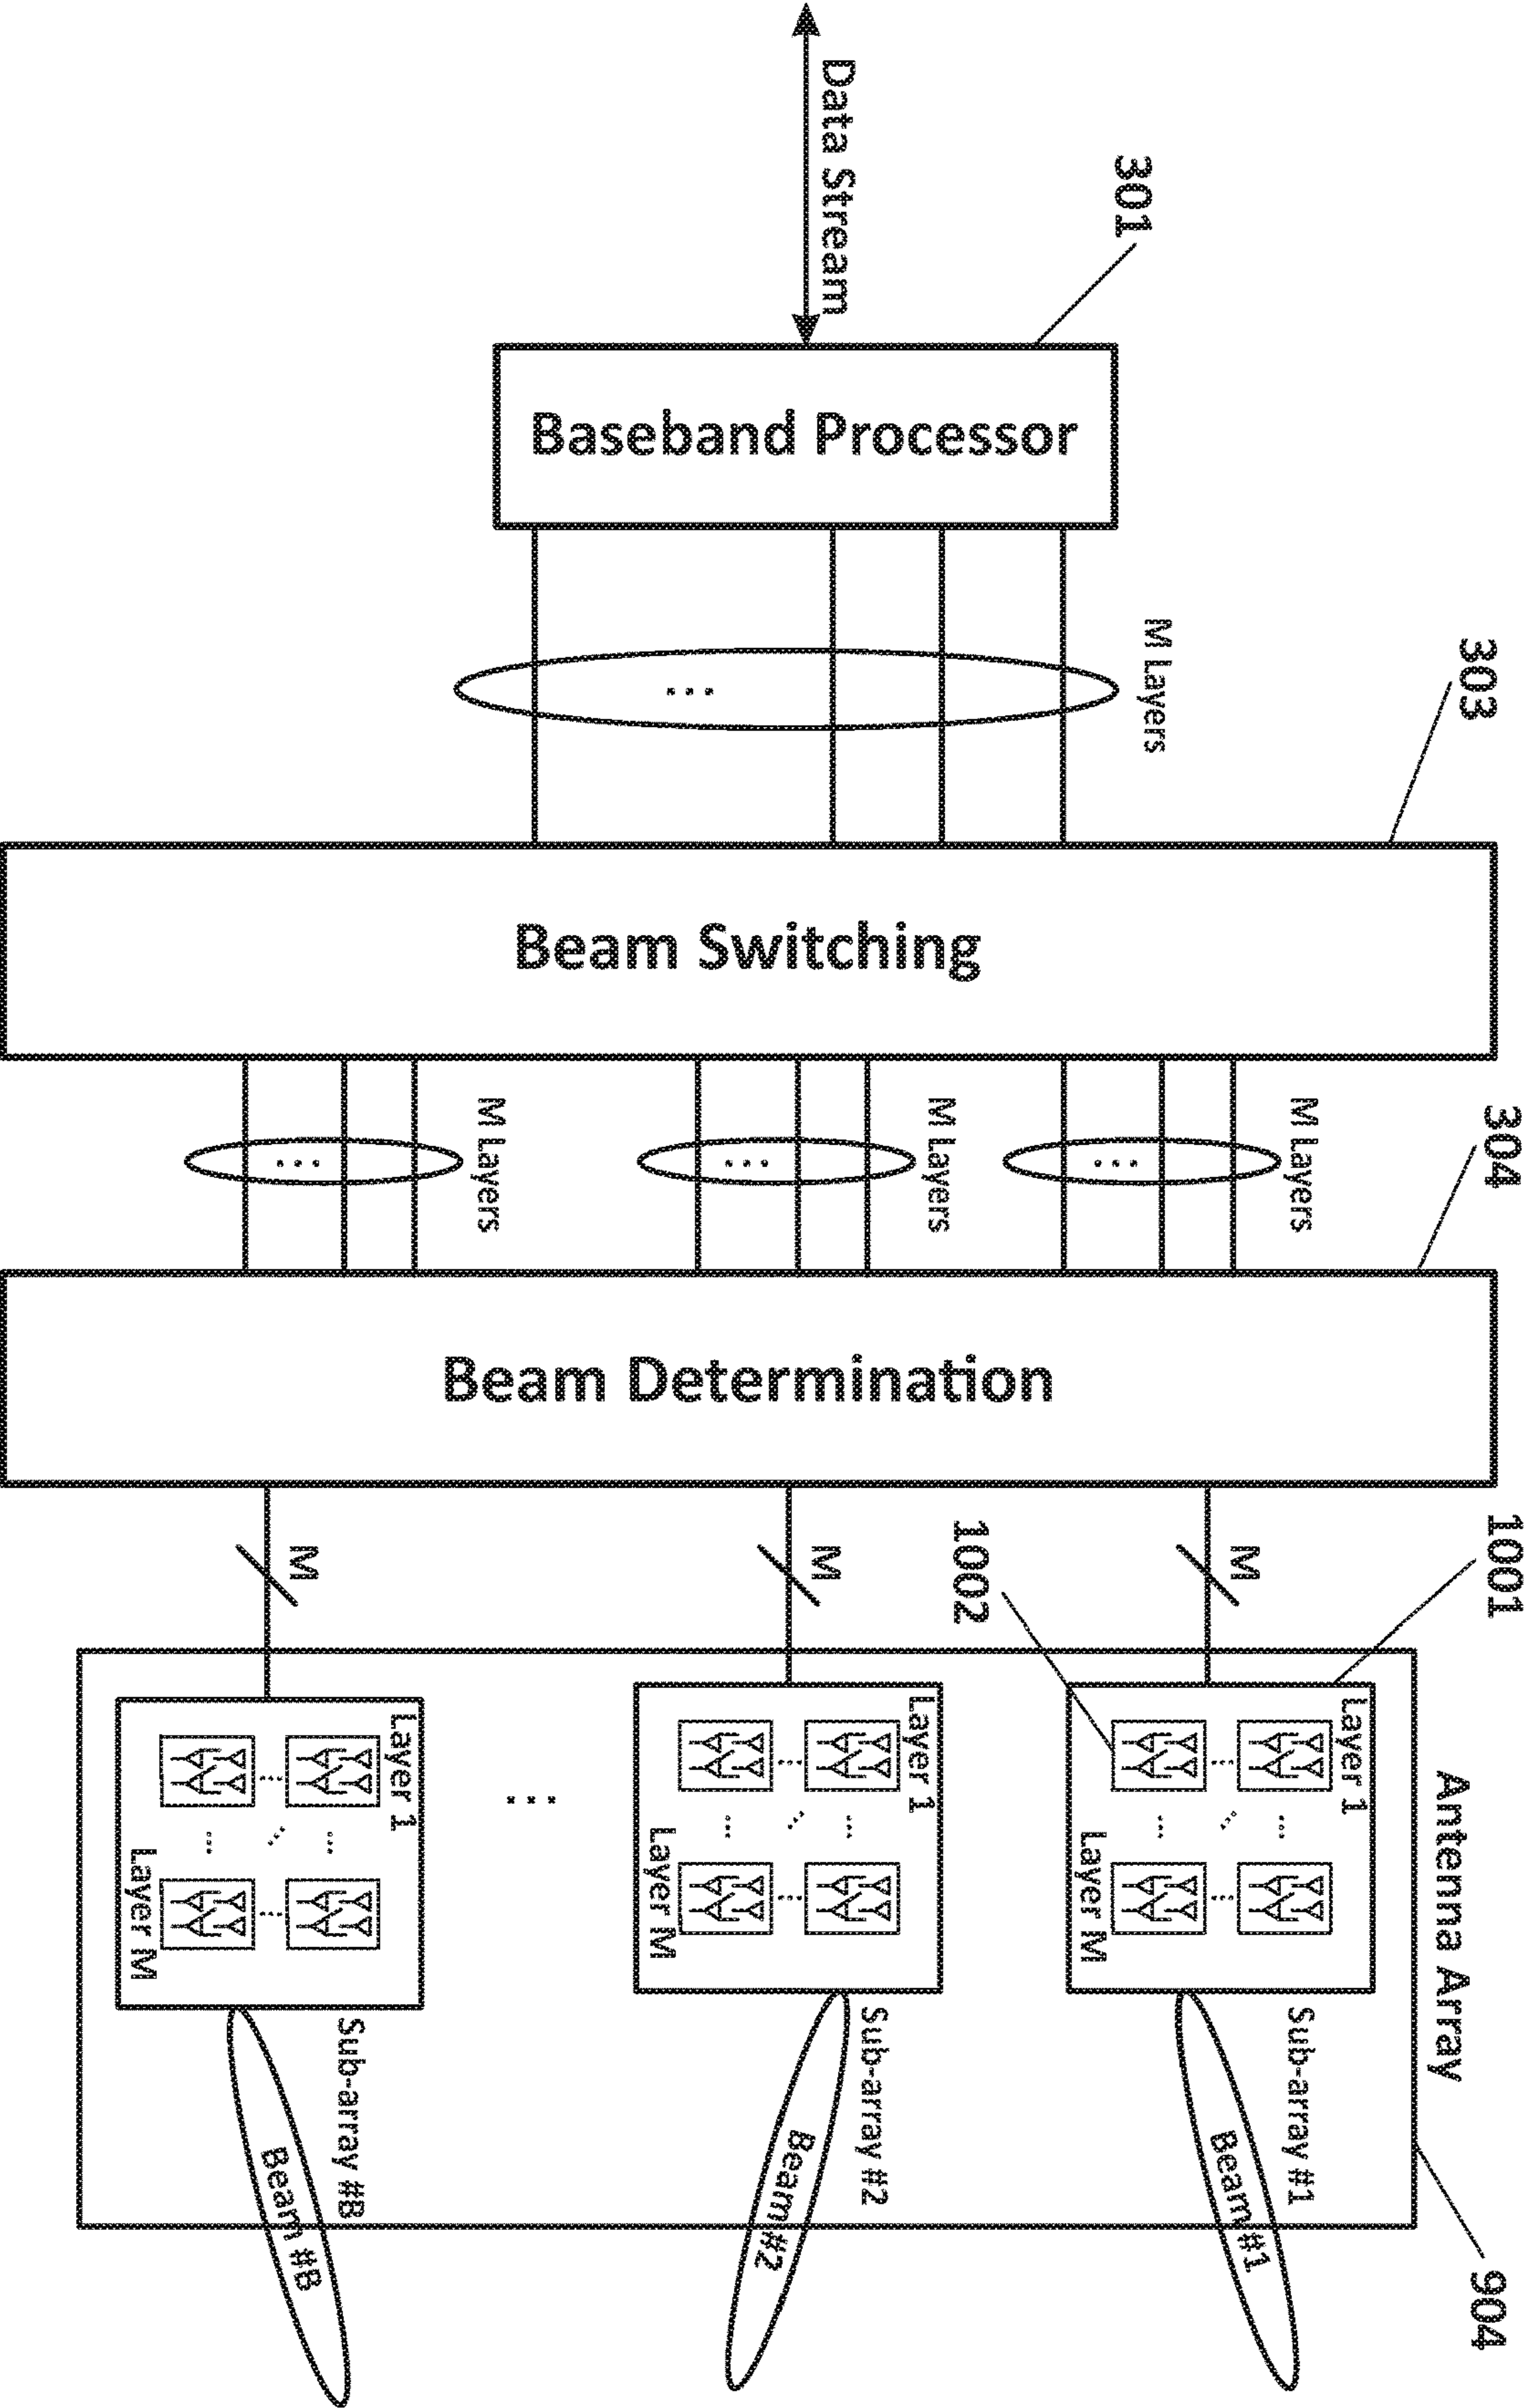 Data Stream
301
Baseband Processor
M Layers
303
Beam Switching
M Layers
M Layers
M Layers
304
Beam Determination
M
M
M
1001
1002
Antenna Array
Layer 1
Layer M
Sub-array #1
Beam #1
Layer 1
Layer M
Sub-array #2
Beam #2
...
Layer 1
Layer M
Sub-array #B
Beam #B
904